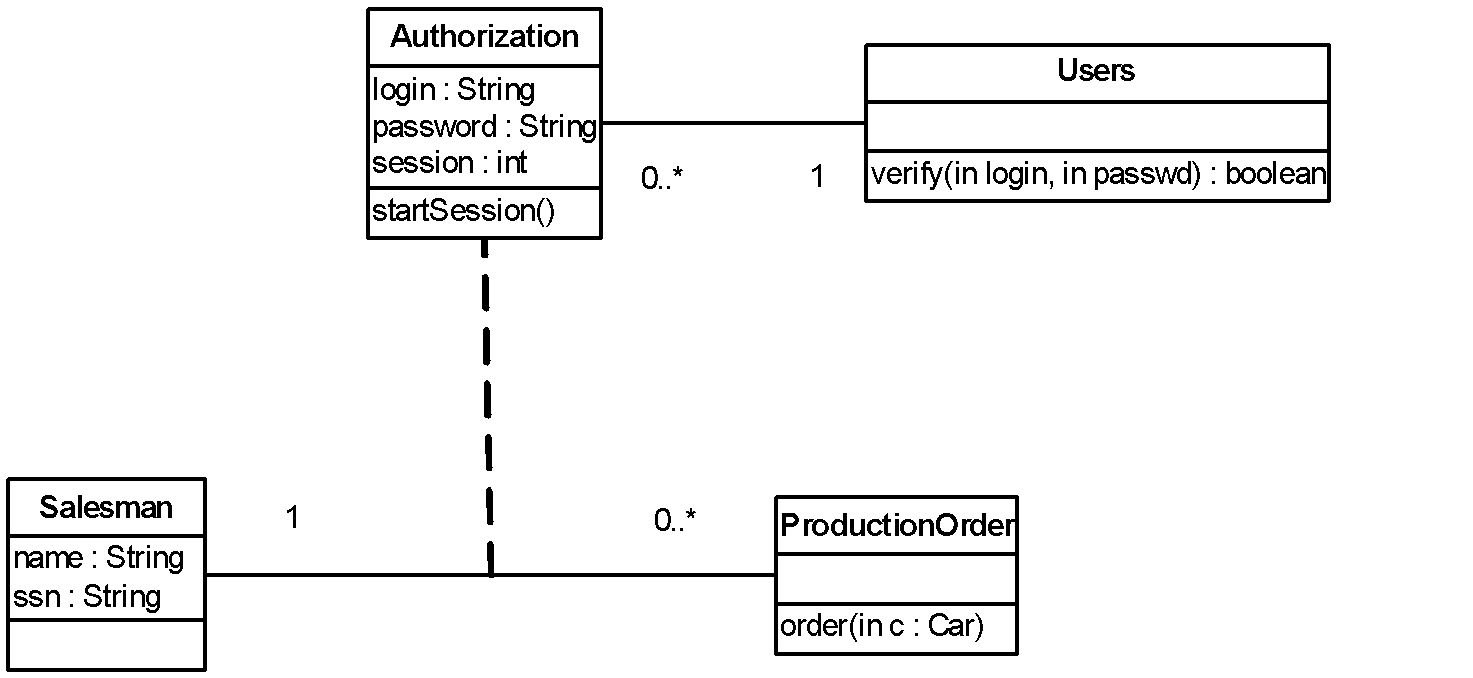 Authorization
login : String
password : String
session : int
startSession()
Users
verify(in login, in passwd) : boolean
0..*
1
Salesman
name : String
ssn : String
1
0..*
ProductionOrder
order(in c : Car)